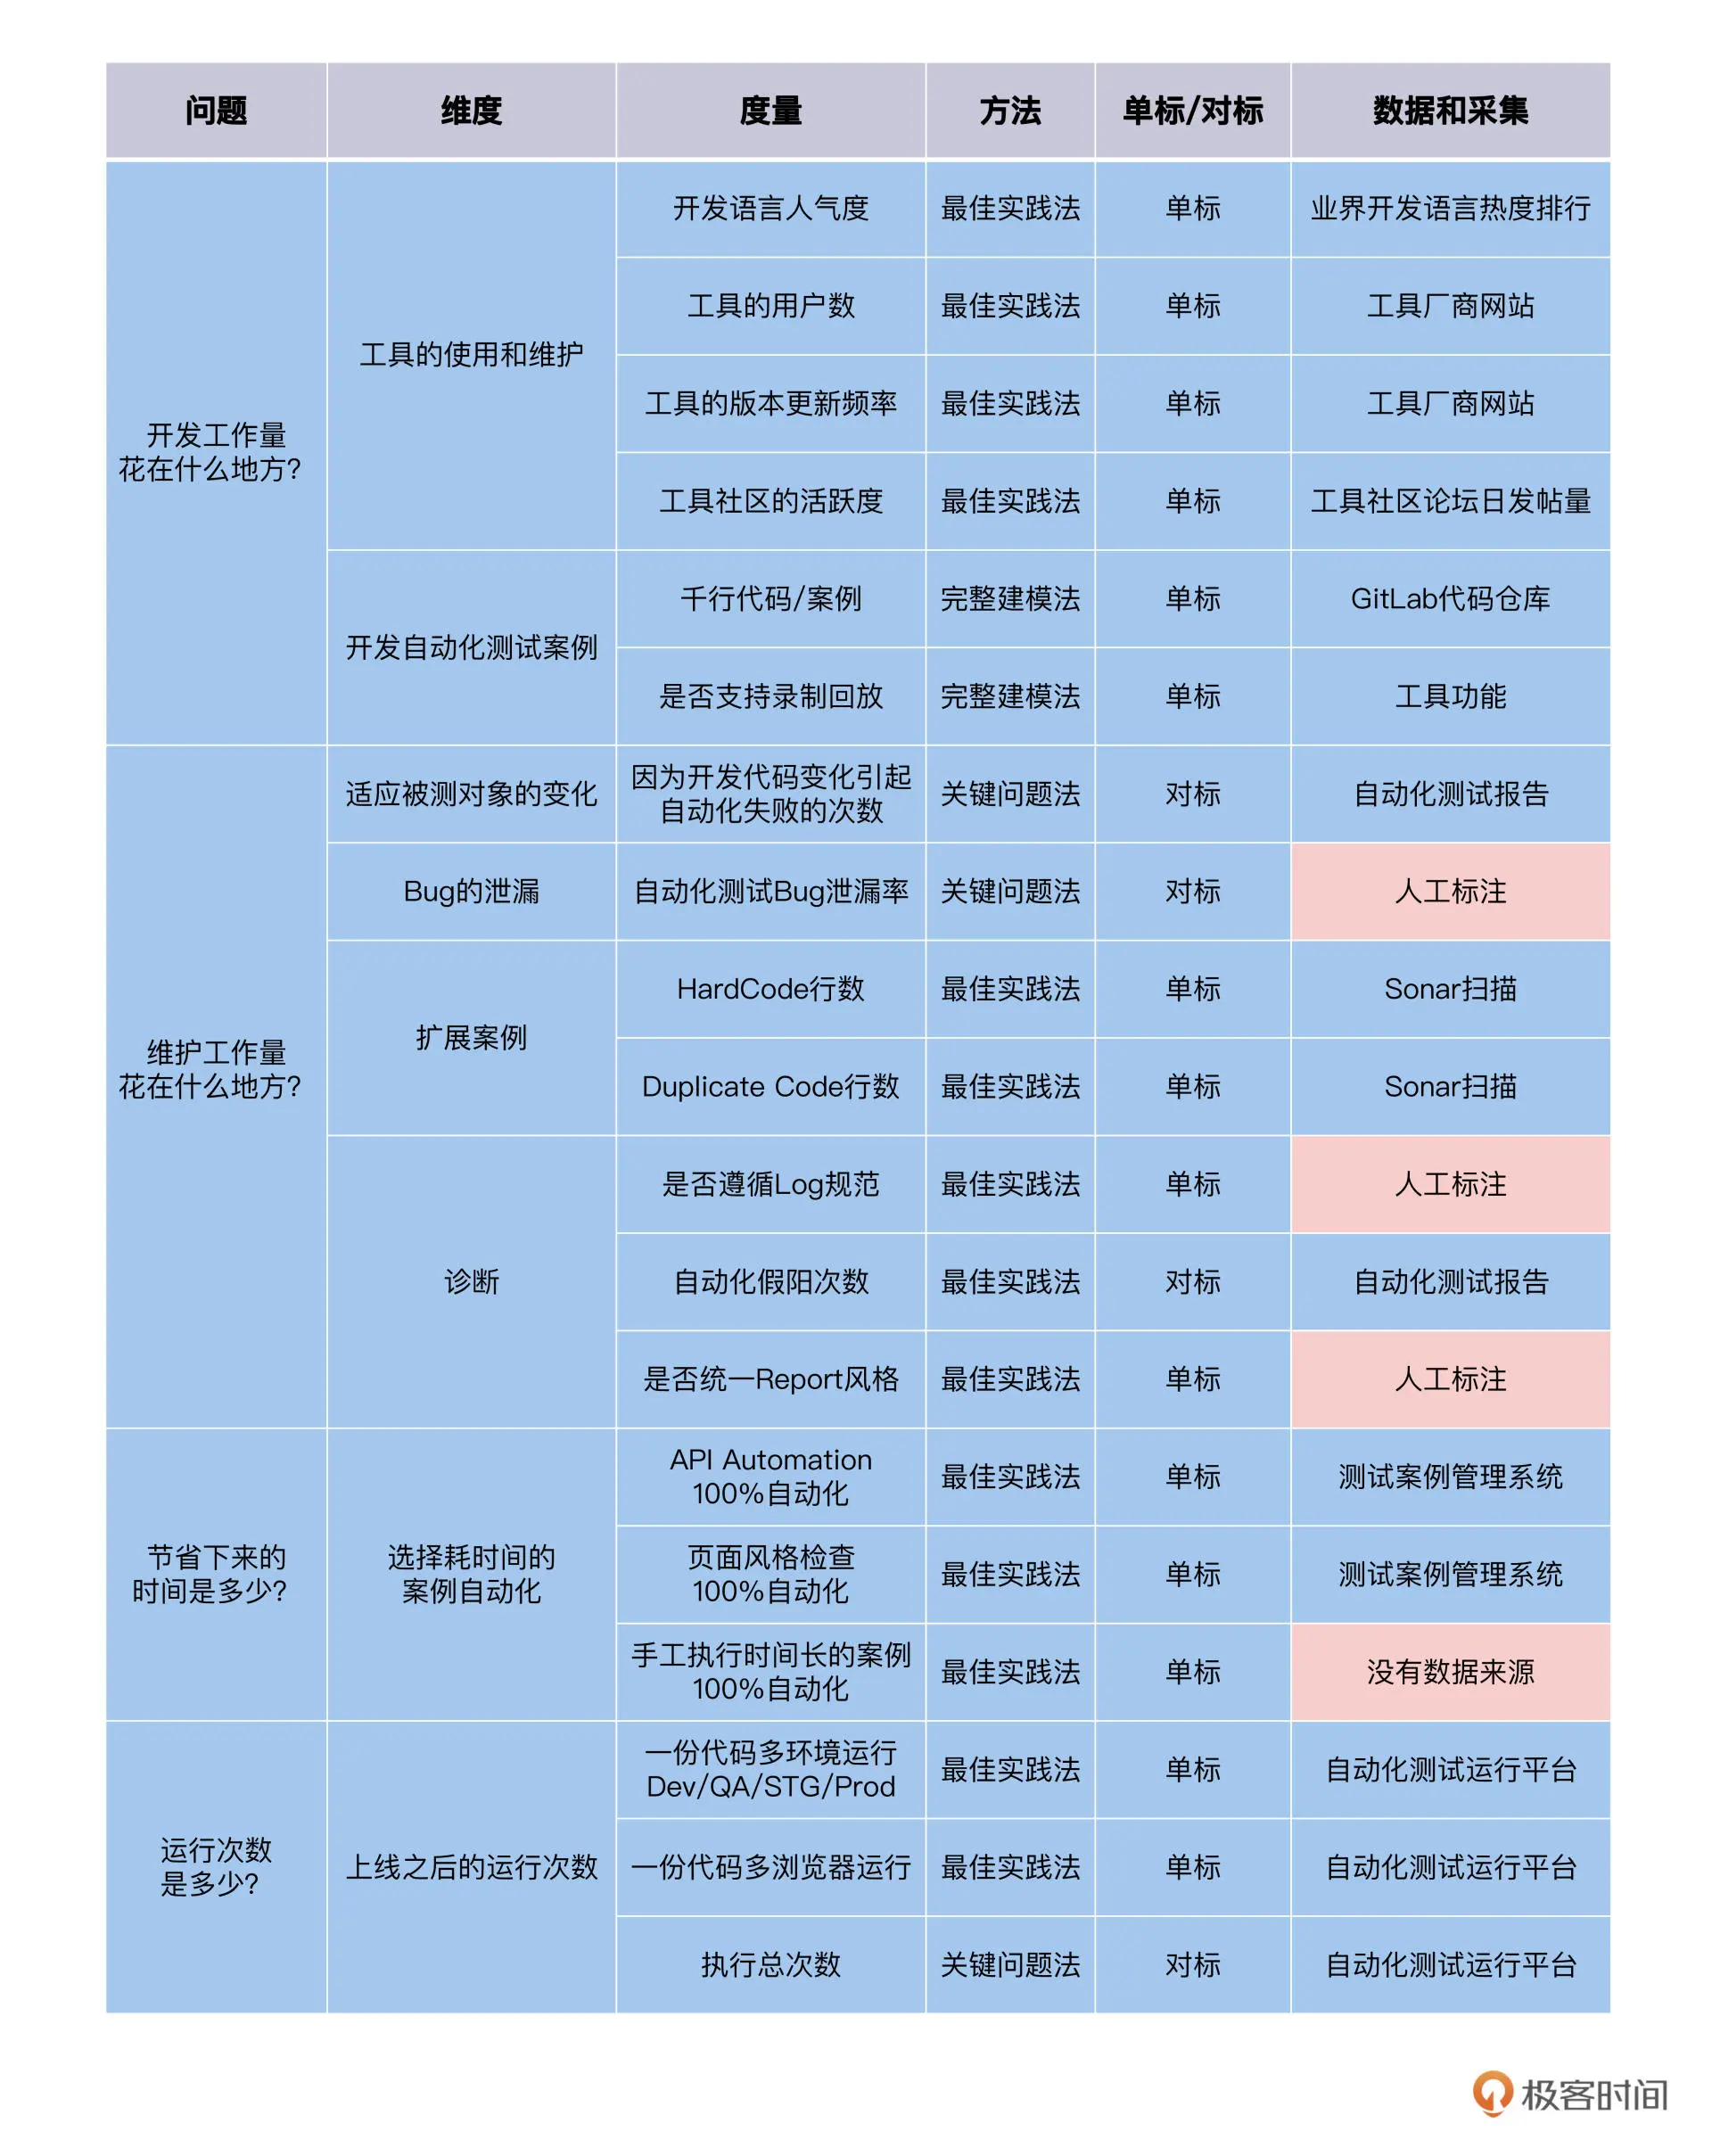 问题 维度 度量 方法 单标/对标 数据和采集
开发工作量
花在什么地方?
工具的使用和维护
开发语言人气度 最佳实践法 单标 业界开发语言热度排行
工具的用户数 最佳实践法 单标 工具厂商网站
工具的版本更新频率 最佳实践法 单标 工具厂商网站
工具社区的活跃度 最佳实践法 单标 工具社区论坛日发帖量
开发自动化测试案例
千行代码/案例 完整建模法 单标 GitLab代码仓库
是否支持录制回放 完整建模法 单标 工具功能
维护工作量
花在什么地方?
适应被测对象的变化
因为开发代码变化引起
自动化失败的次数
关键问题法 对标 自动化测试报告
Bug的泄漏 自动化测试Bug泄漏率 关键问题法 对标 人工标注
扩展案例
HardCode行数 最佳实践法 单标 Sonar扫描
Duplicate Code行数 最佳实践法 单标 Sonar扫描
诊断
是否遵循Log规范 最佳实践法 单标 人工标注
自动化假阳次数 最佳实践法 对标 自动化测试报告
是否统一Report风格 最佳实践法 单标 人工标注
节省下来的
时间是多少?
选择耗时间的
案例自动化
API Automation
100%自动化
最佳实践法 单标 测试案例管理系统
页面风格检查
100%自动化
最佳实践法 单标 测试案例管理系统
手工执行时间长的案例
100%自动化
最佳实践法 单标 没有数据来源
运行次数
是多少?
上线之后的运行次数
一份代码多环境运行
Dev/QA/STG/Prod
最佳实践法 单标 自动化测试运行平台
一份代码多浏览器运行 最佳实践法 单标 自动化测试运行平台
执行总次数 关键问题法 对标 自动化测试运行平台
极客时间